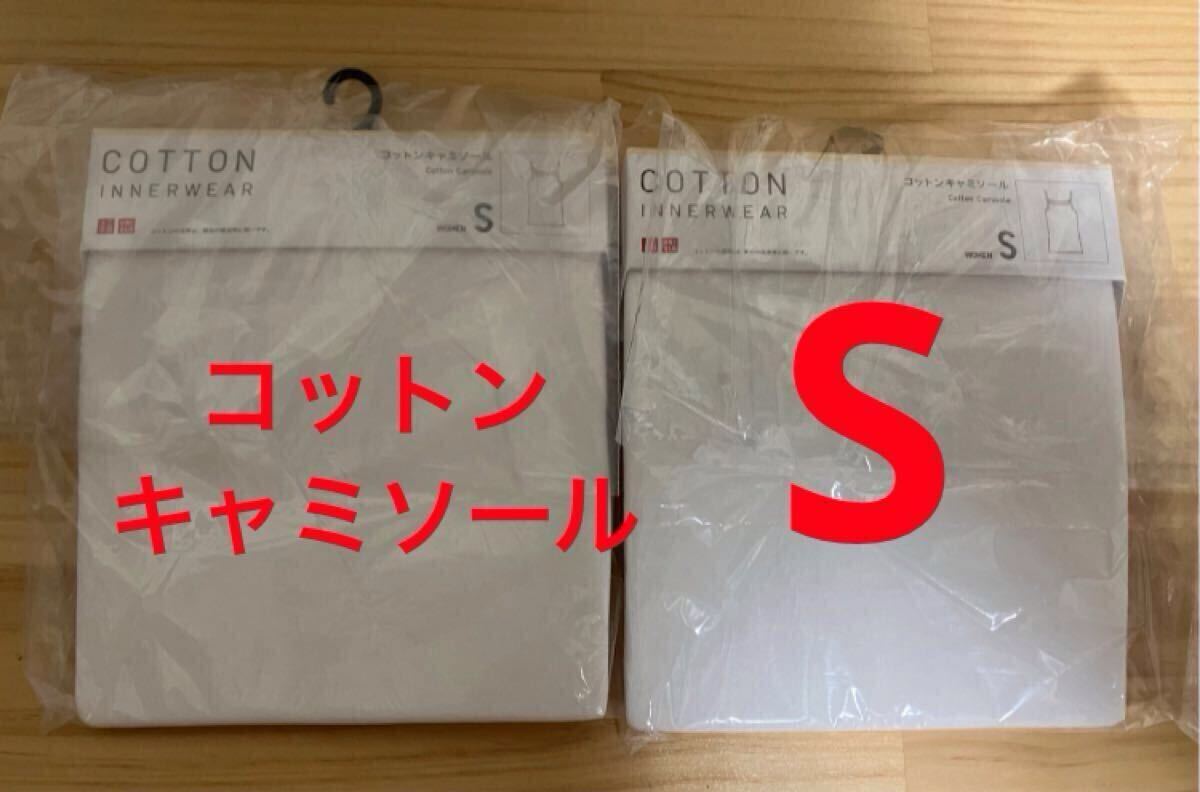 COTTON
INNERWEAR
コットンキャミソール
Cotton Camisole
WOMEN S
COTTON
INNERWEAR
コットンキャミソール
Cotton Camisole
WOMEN S
コットン
キャミソール
S